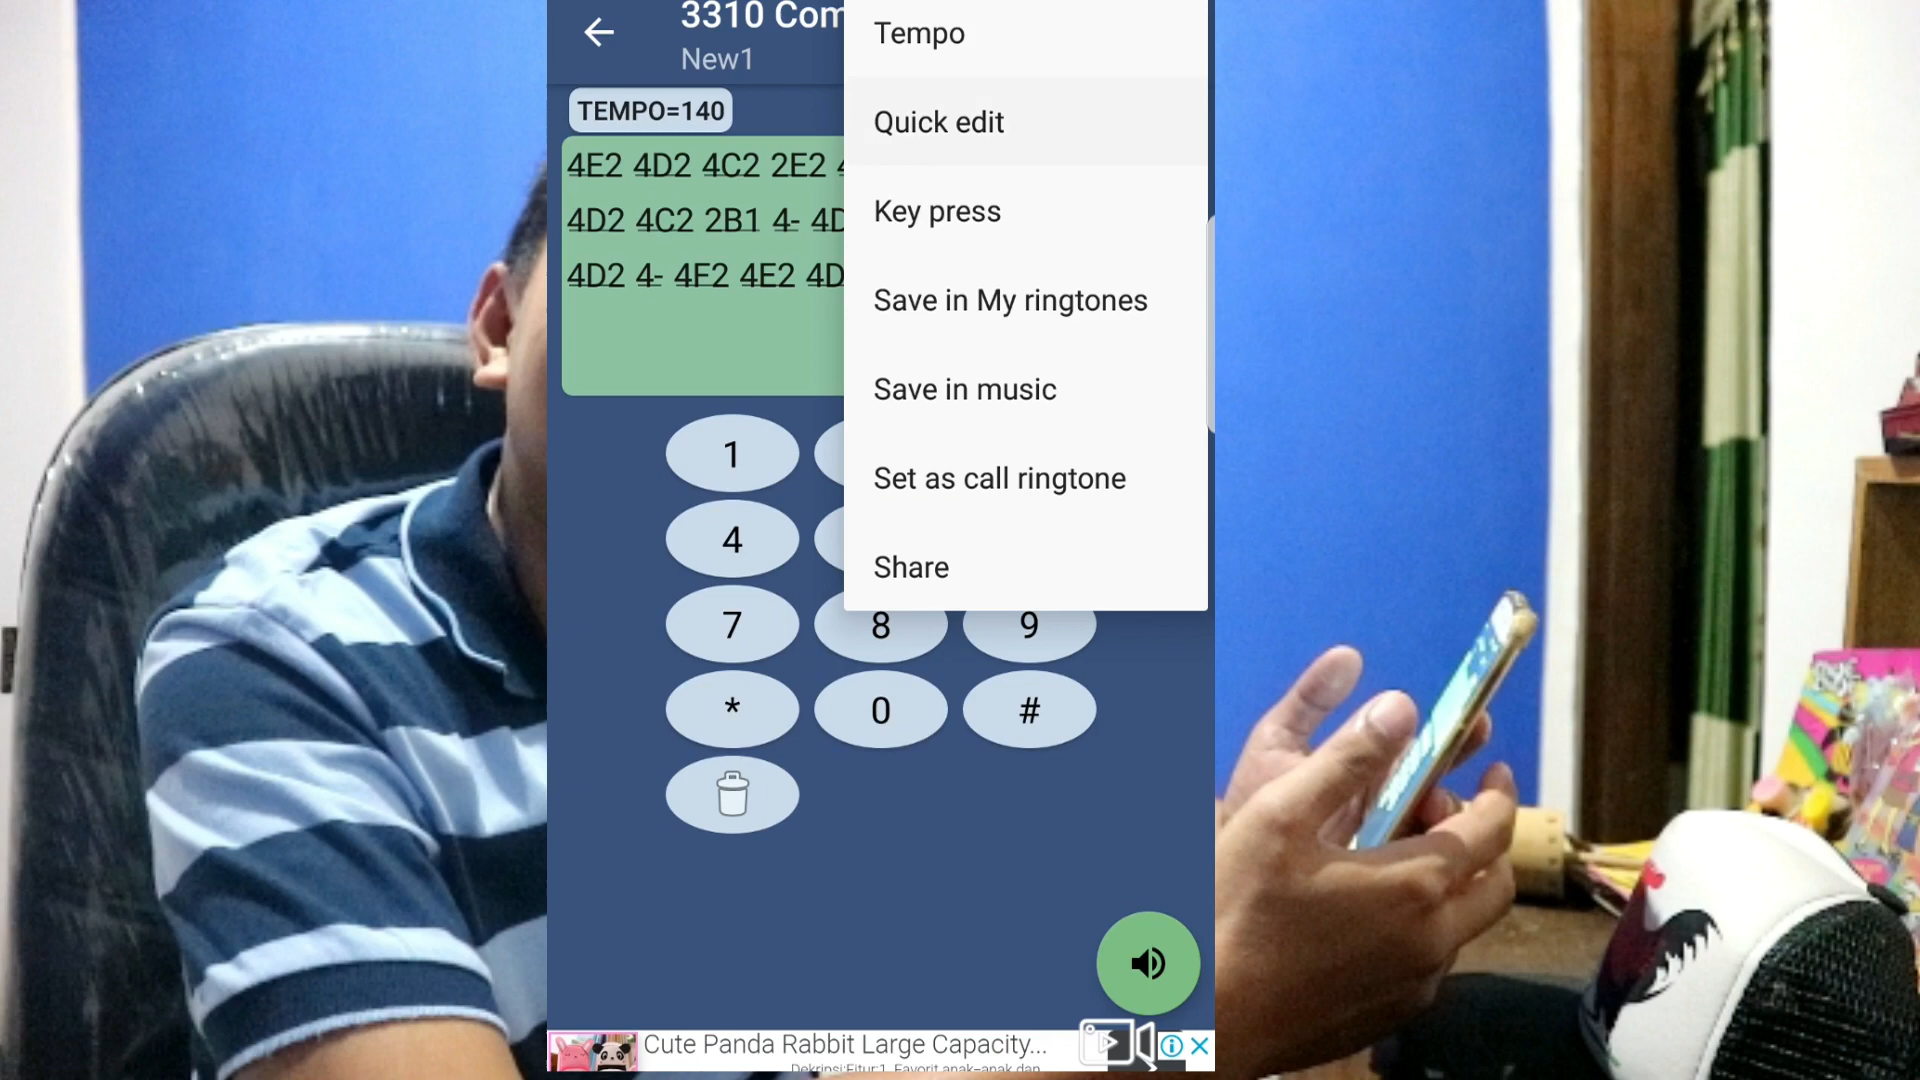 3310 Com
New1
TEMPO=140
4E2 4D2 4C2 2E2
4D2 4C2 2B1 4- 4D
4D2 4- 4F2 4E2 4D
Tempo
Quick edit
Key press
Save in My ringtones
Save in music
Set as call ringtone
Share
1
4
7 8 9
* 0 #
Cute Panda Rabbit Large Capacity...